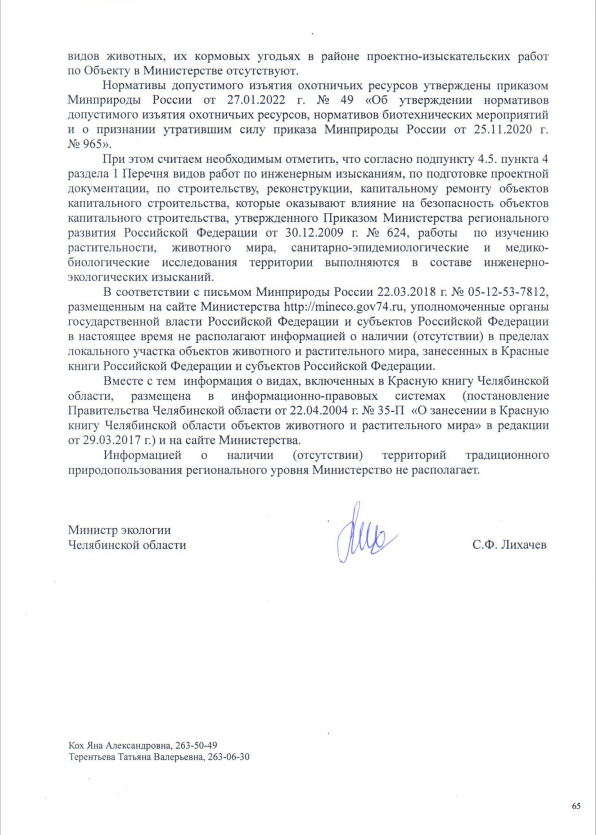 видов животных, их кормовых угодьях в районе проектно-изыскательских работ
по Объекту в Министерстве отсутствуют.
Нормативы допустимого изъятия охотничьих ресурсов утверждены приказом
Минприроды России от 27.01.2022 г. № 49 «Об утверждении нормативов
допустимого изъятия охотничьих ресурсов, нормативов биотехнических мероприятий
и о признании утратившим силу приказа Минприроды России от 25.11.2020 г.
№ 965».
При этом считаем необходимым отметить, что согласно подпункту 4.5. пункта 4
раздела 1 Перечня видов работ по инженерным изысканиям, по подготовке проектной
документации, по строительству, реконструкции, капитальному ремонту объектов
капитального строительства, которые оказывают влияние на безопасность объектов
капитального строительства, утвержденного Приказом Министерства регионального
развития Российской Федерации от 30.12.2009 г. № 624, работы по изучению
растительности, животного мира, санитарно-эпидемиологические и медико-
биологические исследования территории выполняются в составе инженерно-
экологических изысканий.
В соответствии с письмом Минприроды России 22.03.2018 г. № 05-12-53-7812,
размещенным на сайте Министерства http://mineco.gov74.ru, уполномоченные органы
государственной власти Российской Федерации и субъектов Российской Федерации
в настоящее время не располагают информацией о наличии (отсутствии) в пределах
локального участка объектов животного и растительного мира, занесенных в Красные
книги Российской Федерации и субъектов Российской Федерации.
Вместе с тем информация о видах, включенных в Красную книгу Челябинской
области, размещена в информационно-правовых системах (постановление
Правительства Челябинской области от 22.04.2004 г. № 35-П «О занесении в Красную
книгу Челябинской области объектов животного и растительного мира» в редакции
от 29.03.2017 г.) и на сайте Министерства.
Информацией о наличии (отсутствии) территорий традиционного
природопользования регионального уровня Министерство не располагает.
Министр экологии
Челябинской области С.Ф. Лихачев
Кох Яна Александровна, 263-50-49
Терентьева Татьяна Валерьевна, 263-06-30
65